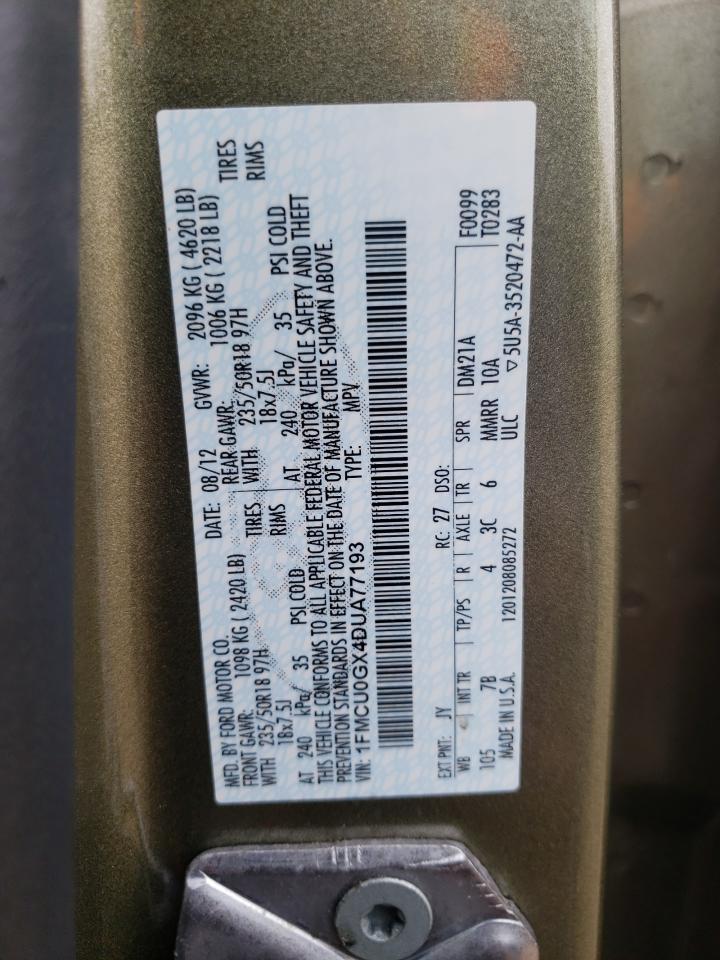 MFD. BY FORD MOTOR CO.
DATE: 08/12 GVWR: 2096 KG ( 4620 LB)
FRONT GAWR: 1098 KG ( 2420 LB) REAR GAWR: 1006 KG ( 2218 LB)
WITH 235/50R18 97H TIRES WITH 235/50R18 97H TIRES
18x7.5J RIMS 18x7.5J RIMS
AT 240 kPa/ 35 PSI COLD AT 240 kPa/ 35 PSI COLD
THIS VEHICLE CONFORMS TO ALL APPLICABLE FEDERAL MOTOR VEHICLE SAFETY AND THEFT
PREVENTION STANDARDS IN EFFECT ON THE DATE OF MANUFACTURE SHOWN ABOVE.
VIN: 1FMCU0GX4DUA77193 TYPE: MPV
EXT PNT: JY RC: 27 DSO: F0099
WB INT TR TP/PS R AXLE TR SPR DM21A T0283
105 7B 4 3C 6 MMRR 10A
MADE IN U.S.A. 1201208085272 ULC ▽5U5A-3520472-AA